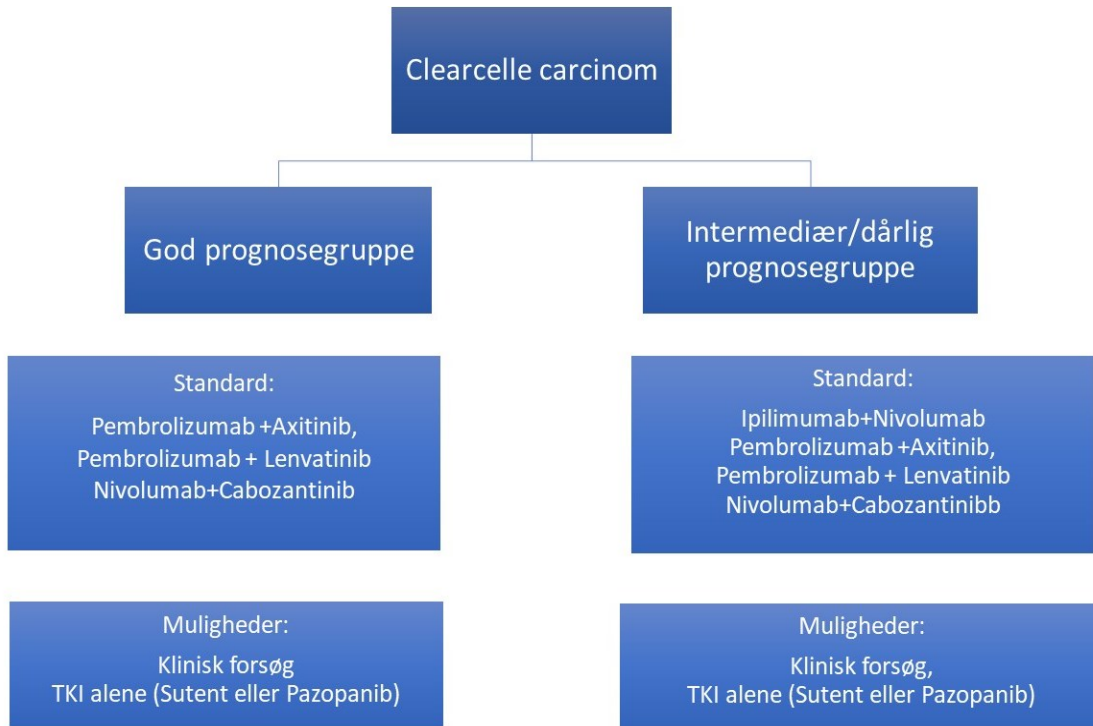 Clearcelle carcinom
God prognosegruppe
Intermediær/dårlig
prognosegruppe
Standard:
Pembrolizumab +Axitinib,
Pembrolizumab + Lenvatinib
Nivolumab+Cabozantinib
Standard:
Ipilimumab+Nivolumab
Pembrolizumab +Axitinib,
Pembrolizumab + Lenvatinib
Nivolumab+Cabozantinibb
Muligheder:
Klinisk forsøg
TKI alene (Sutent eller Pazopanib)
Muligheder:
Klinisk forsøg,
TKI alene (Sutent eller Pazopanib)